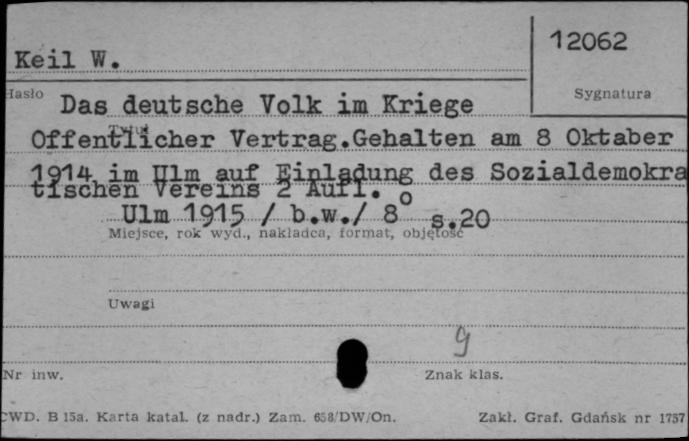 Keil W.
12062
Hasło
Sygnatura
Das deutsche Volk im Kriege
Tytuł
Offentlicher Vertrag.Gehalten am 8 Oktaber
1914 im Ulm auf Einladung des Sozialdemokra
tischen Vereins 2 Aufl.
Ulm 1915 / b.w./ 8° s.20
Miejsce, rok wyd., nakładca, format, objętość
Uwagi
9
Nr inw.
Znak klas.
CWD. B 15a. Karta katal. (z nadr.) Zam. 658/DW/On.
Zakł. Graf. Gdańsk nr 1757